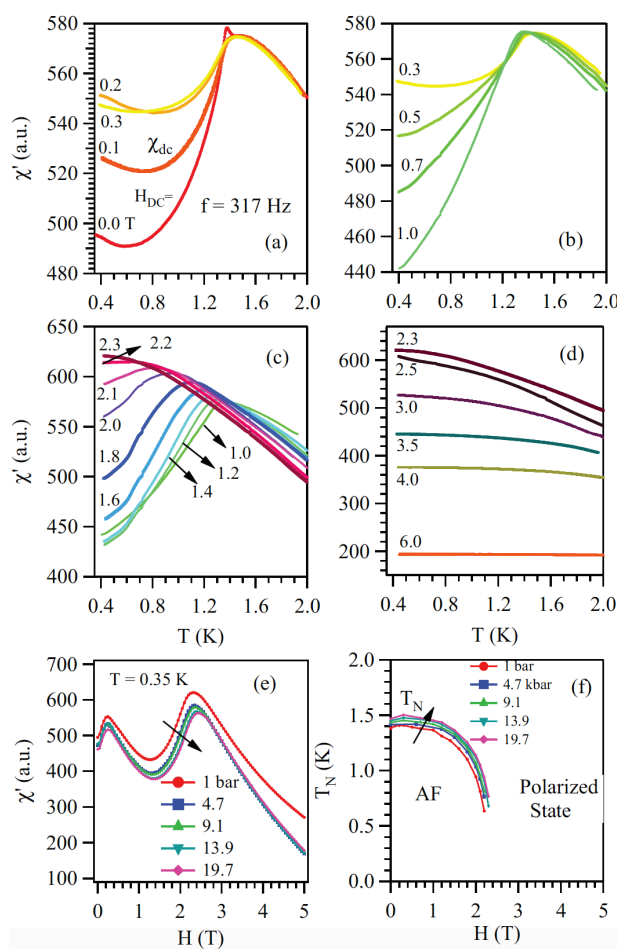 580
560
540
520
500
480
χ' (a.u.)
0.2
0.3
0.1
χdc
HDC=
0.0 T
f = 317 Hz
(a)
0.4 0.8 1.2 1.6 2.0
580
560
540
520
500
480
460
440
χ' (a.u.)
0.3
0.5
0.7
1.0
(b)
0.4 0.8 1.2 1.6 2.0
650
600
550
500
450
400
χ' (a.u.)
2.3
2.2
2.1
2.0
1.8
1.6
1.0
1.2
1.4
(c)
0.4 0.8 1.2 1.6 2.0
T (K)
600
500
400
300
200
χ' (a.u.)
2.3
2.5
3.0
3.5
4.0
6.0
(d)
0.4 0.8 1.2 1.6 2.0
T (K)
700
600
500
400
300
200
100
χ' (a.u.)
T = 0.35 K
(e)
1 bar
4.7
9.1
13.9
19.7
0 1 2 3 4 5
H (T)
2.0
1.5
1.0
0.5
0.0
TN (K)
TN
(f)
1 bar
4.7 kbar
9.1
13.9
19.7
AF
Polarized
State
0 1 2 3 4 5
H (T)